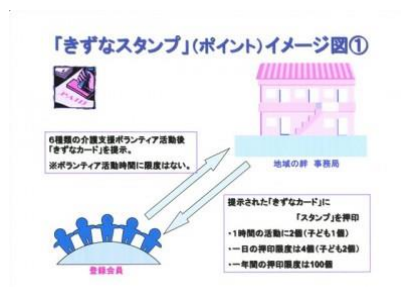 「きずなスタンプ」(ポイント)イメージ図①
6種類の介護支援ボランティア活動後
「きずなカード」を提示。
※ボランティア活動時間に限度はない。
地域の絆 事務局
提示された「きずなカード」に
「スタンプ」を押印
・1時間の活動に2個(子ども1個)
・一日の押印限度は4個(子ども2個)
・一年間の押印限度は100個
登録会員